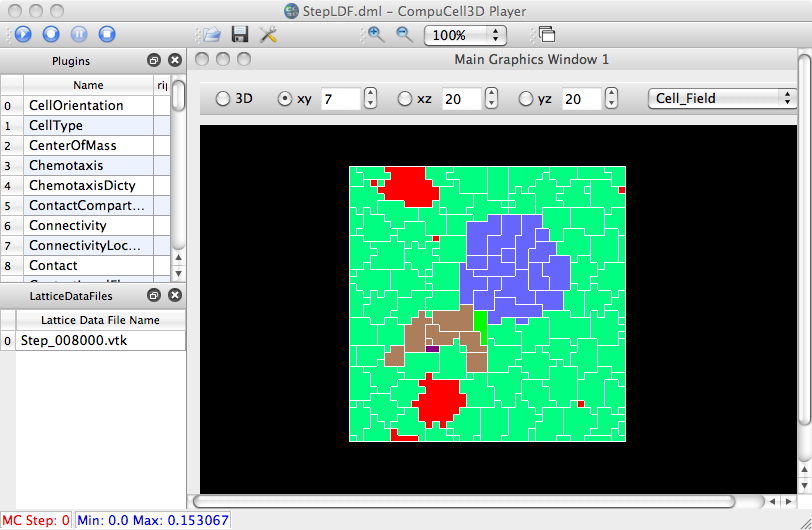 StepLDF.dml - CompuCell3D Player
100%
Plugins
Name
0 CellOrientation
1 CellType
2 CenterOfMass
3 Chemotaxis
4 ChemotaxisDicty
5 ContactCompart...
6 Connectivity
7 ConnectivityLoc...
8 Contact
LatticeDataFiles
Lattice Data File Name
0 Step_008000.vtk
Main Graphics Window 1
3D xy 7 xz 20 yz 20 Cell_Field
MC Step: 0 Min: 0.0 Max: 0.153067